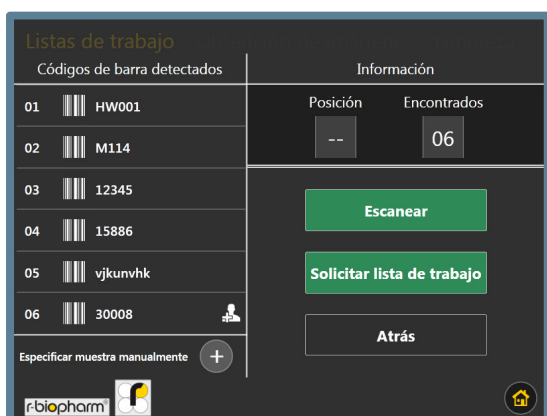 Listas de trabajo
Códigos de barra detectados
Información
01 HW001
02 M114
03 12345
04 15886
05 vjkunvhk
06 30008
Especificar muestra manualmente +
Posición Encontrados
-- 06
Escanear
Solicitar lista de trabajo
Atrás
r-biopharm®